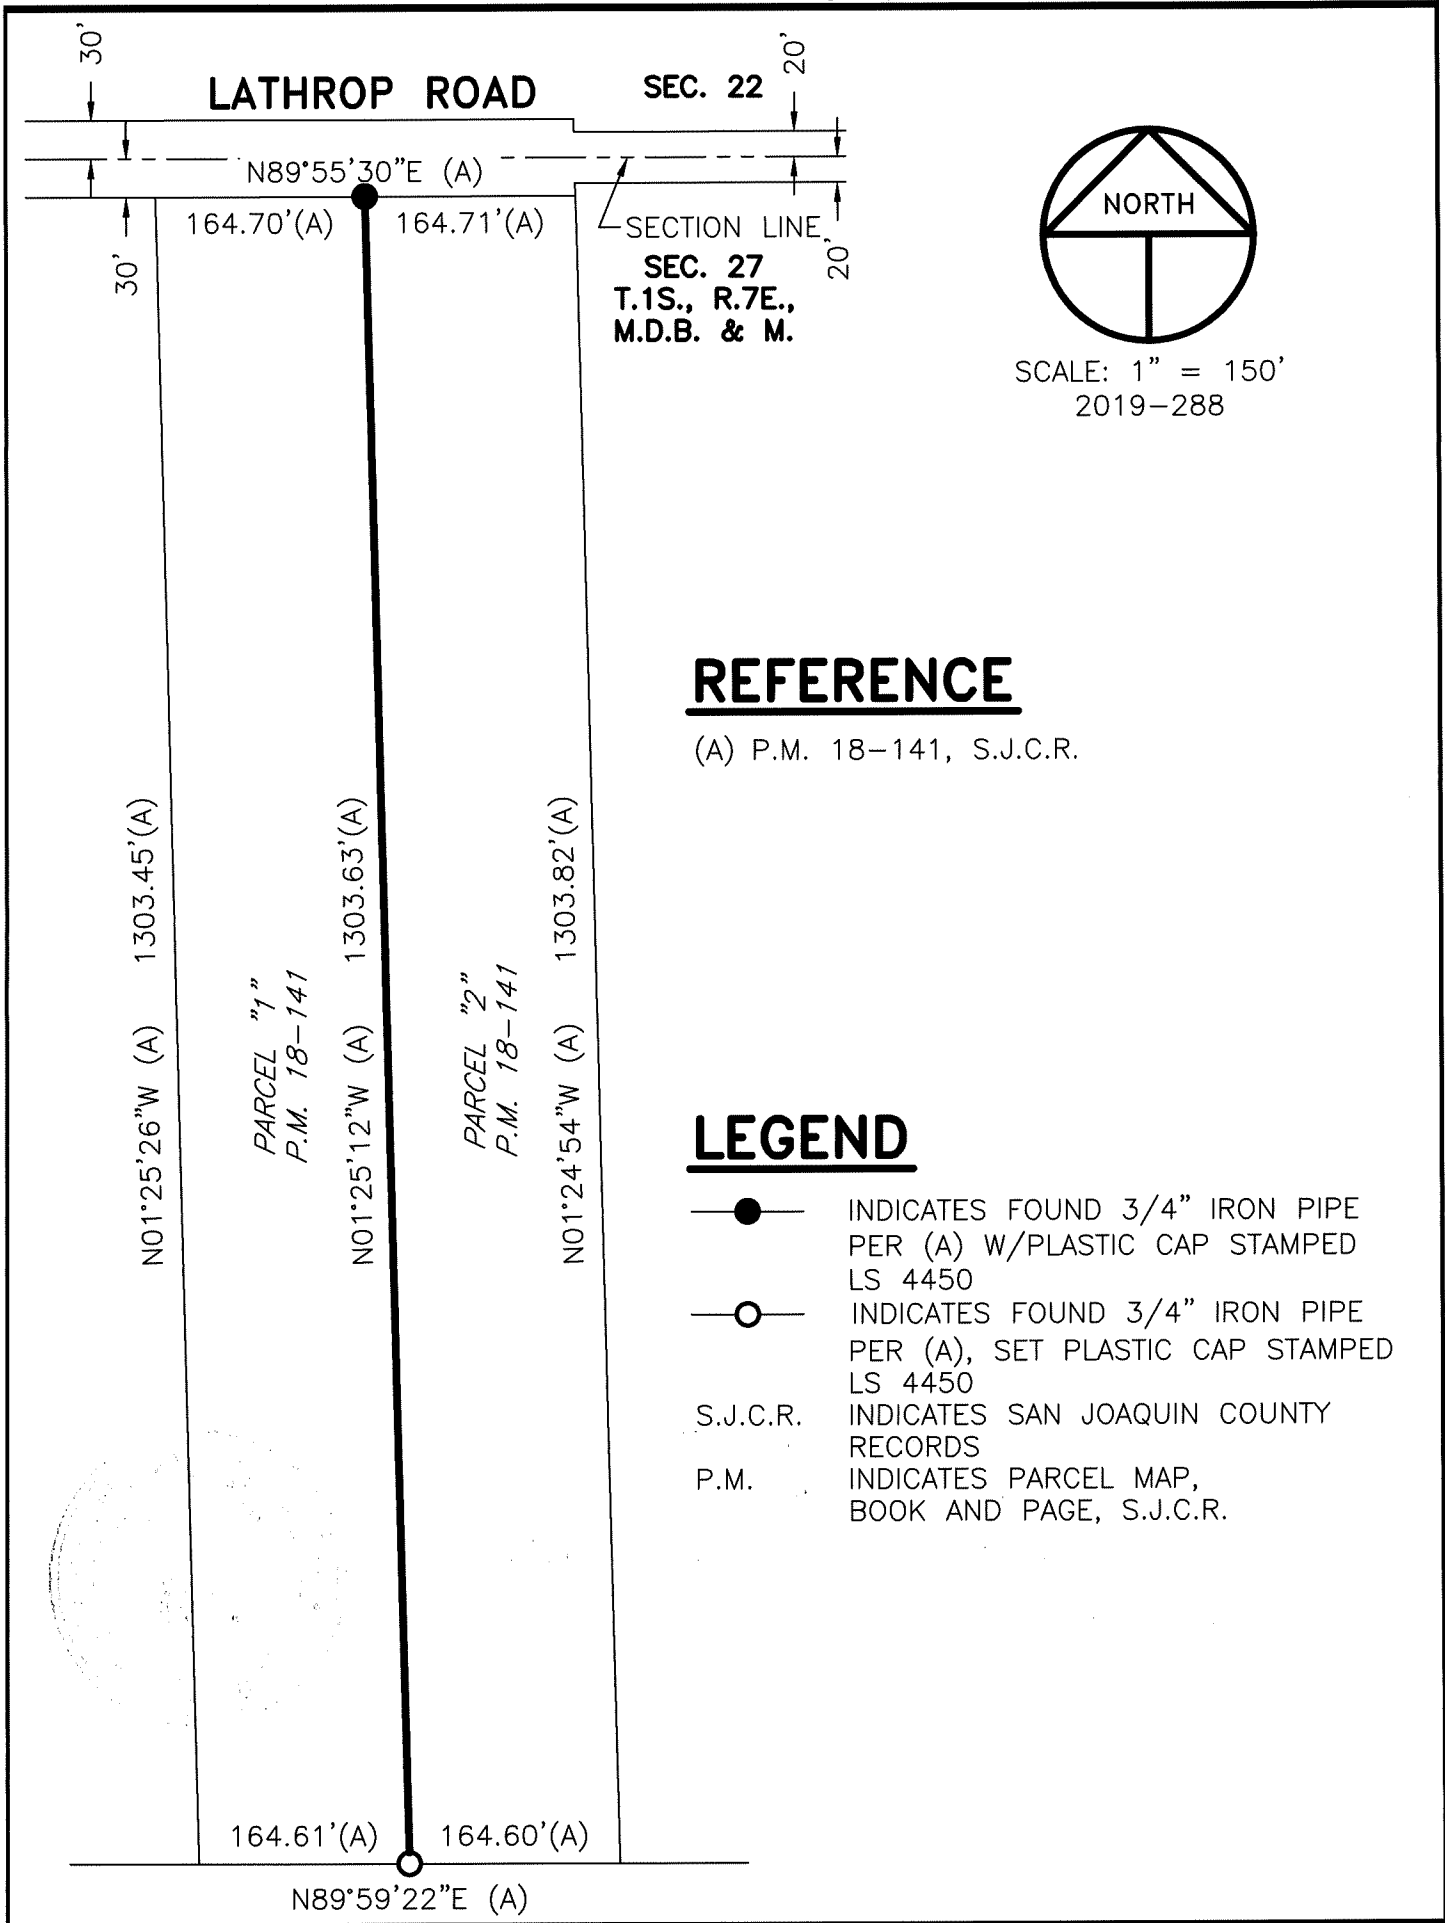 30'
LATHROP ROAD
SEC. 22
20'
N89°55'30"E (A)
164.70'(A)
164.71'(A)
30'
SECTION LINE
20'
SEC. 27
T.1S., R.7E.,
M.D.B. & M.
NORTH
SCALE: 1" = 150'
2019-288
REFERENCE
(A) P.M. 18-141, S.J.C.R.
N01°25'26"W (A) 1303.45'(A)
PARCEL "1"
P.M. 18-141
N01°25'12"W (A) 1303.63'(A)
PARCEL "2"
P.M. 18-141
N01°24'54"W (A) 1303.82'(A)
LEGEND
INDICATES FOUND 3/4" IRON PIPE
PER (A) W/PLASTIC CAP STAMPED
LS 4450
INDICATES FOUND 3/4" IRON PIPE
PER (A), SET PLASTIC CAP STAMPED
LS 4450
S.J.C.R. INDICATES SAN JOAQUIN COUNTY
RECORDS
P.M. INDICATES PARCEL MAP,
BOOK AND PAGE, S.J.C.R.
164.61'(A)
164.60'(A)
N89°59'22"E (A)